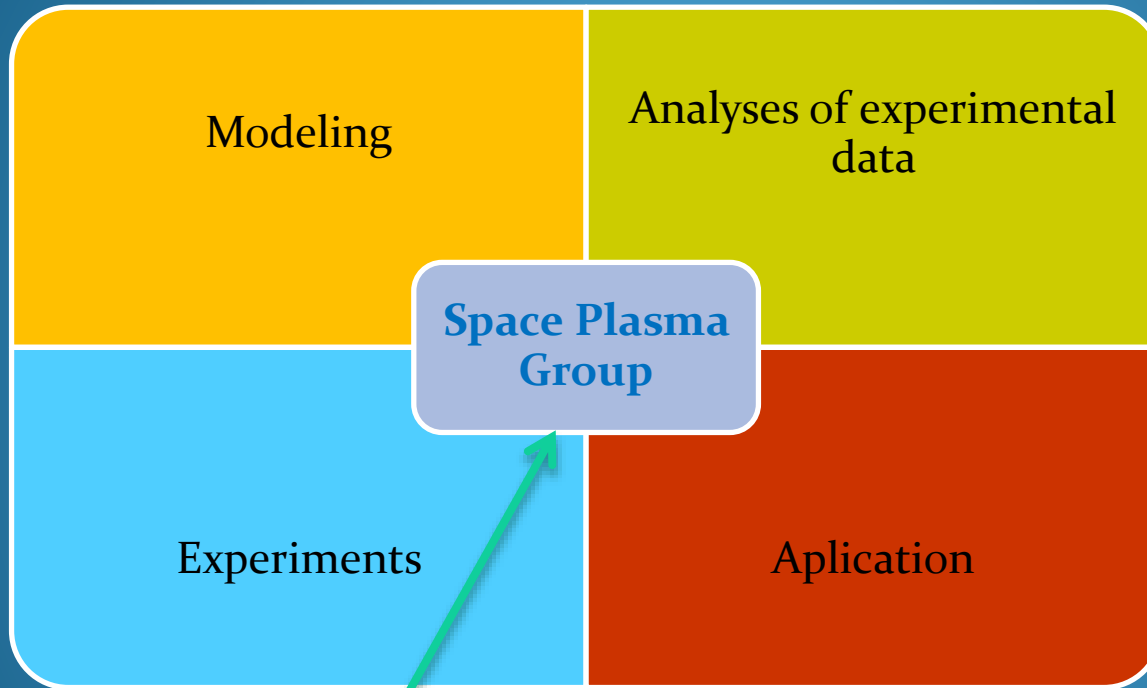 Modeling
Analyses of experimental
data
Space Plasma
Group
Experiments
Aplication